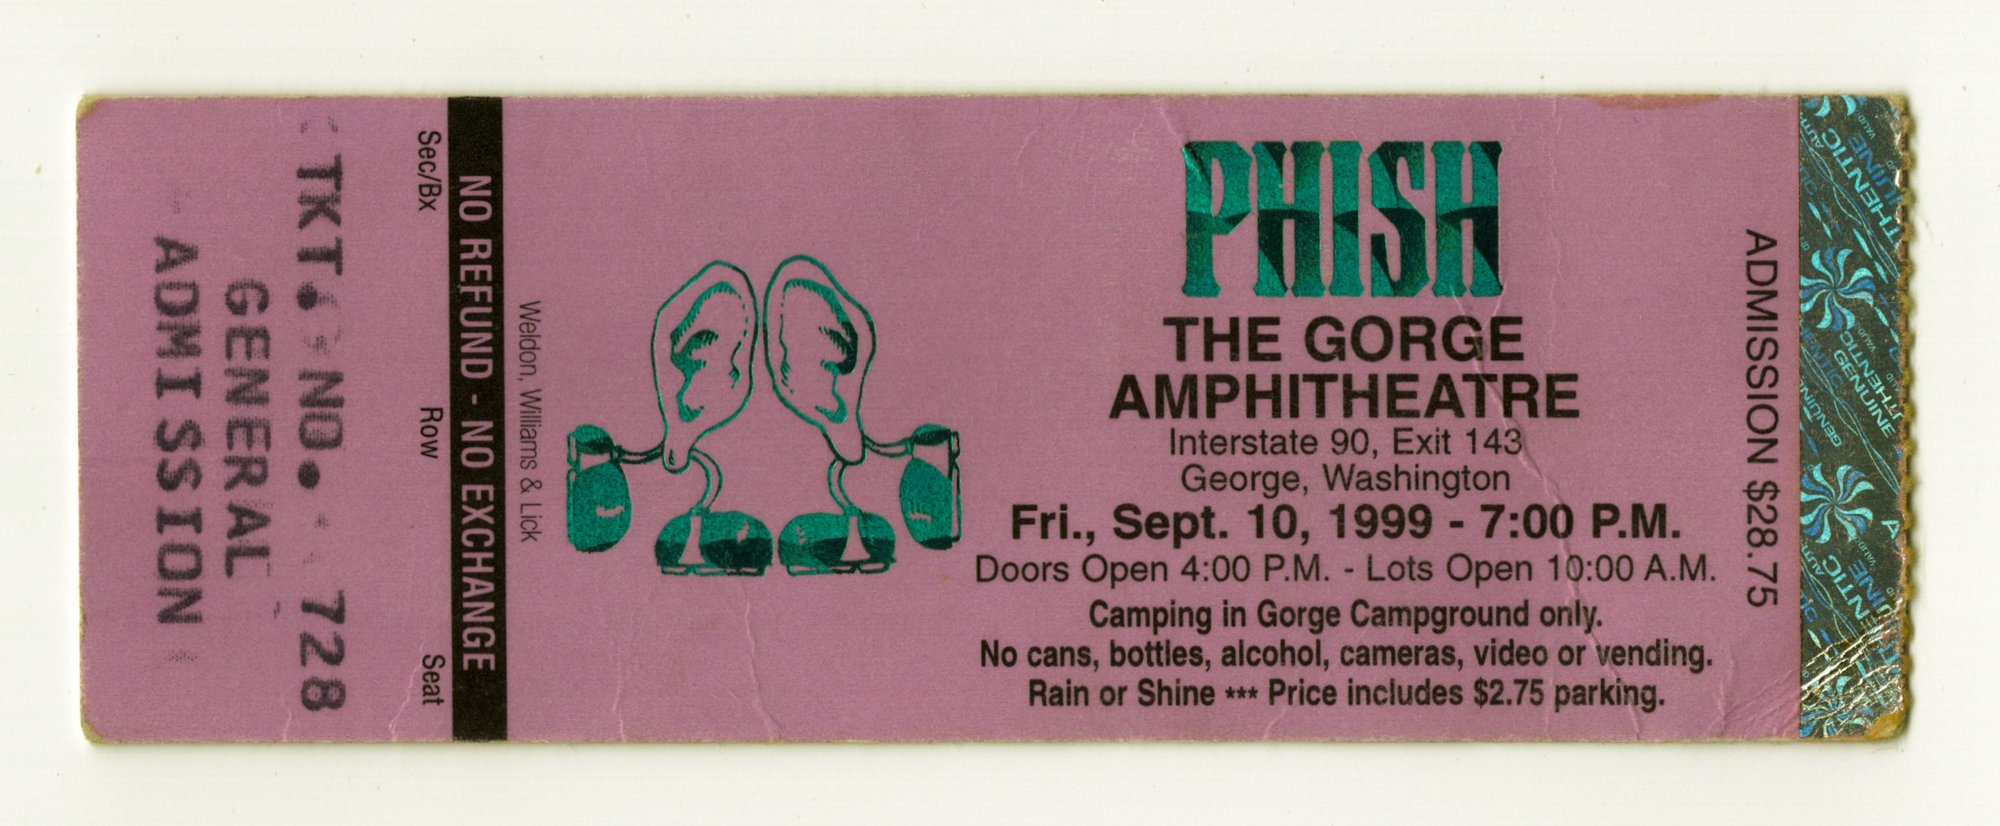 TKT. NO. 728
GENERAL
ADMISSION
Sec/Bx Row Seat
NO REFUND - NO EXCHANGE
Weldon, Williams & Lick
PHISH
THE GORGE
AMPHITHEATRE
Interstate 90, Exit 143
George, Washington
Fri., Sept. 10, 1999 - 7:00 P.M.
Doors Open 4:00 P.M. - Lots Open 10:00 A.M.
Camping in Gorge Campground only.
No cans, bottles, alcohol, cameras, video or vending.
Rain or Shine *** Price includes $2.75 parking.
ADMISSION $28.75
AUTHENTIC
GENUINE
VALID